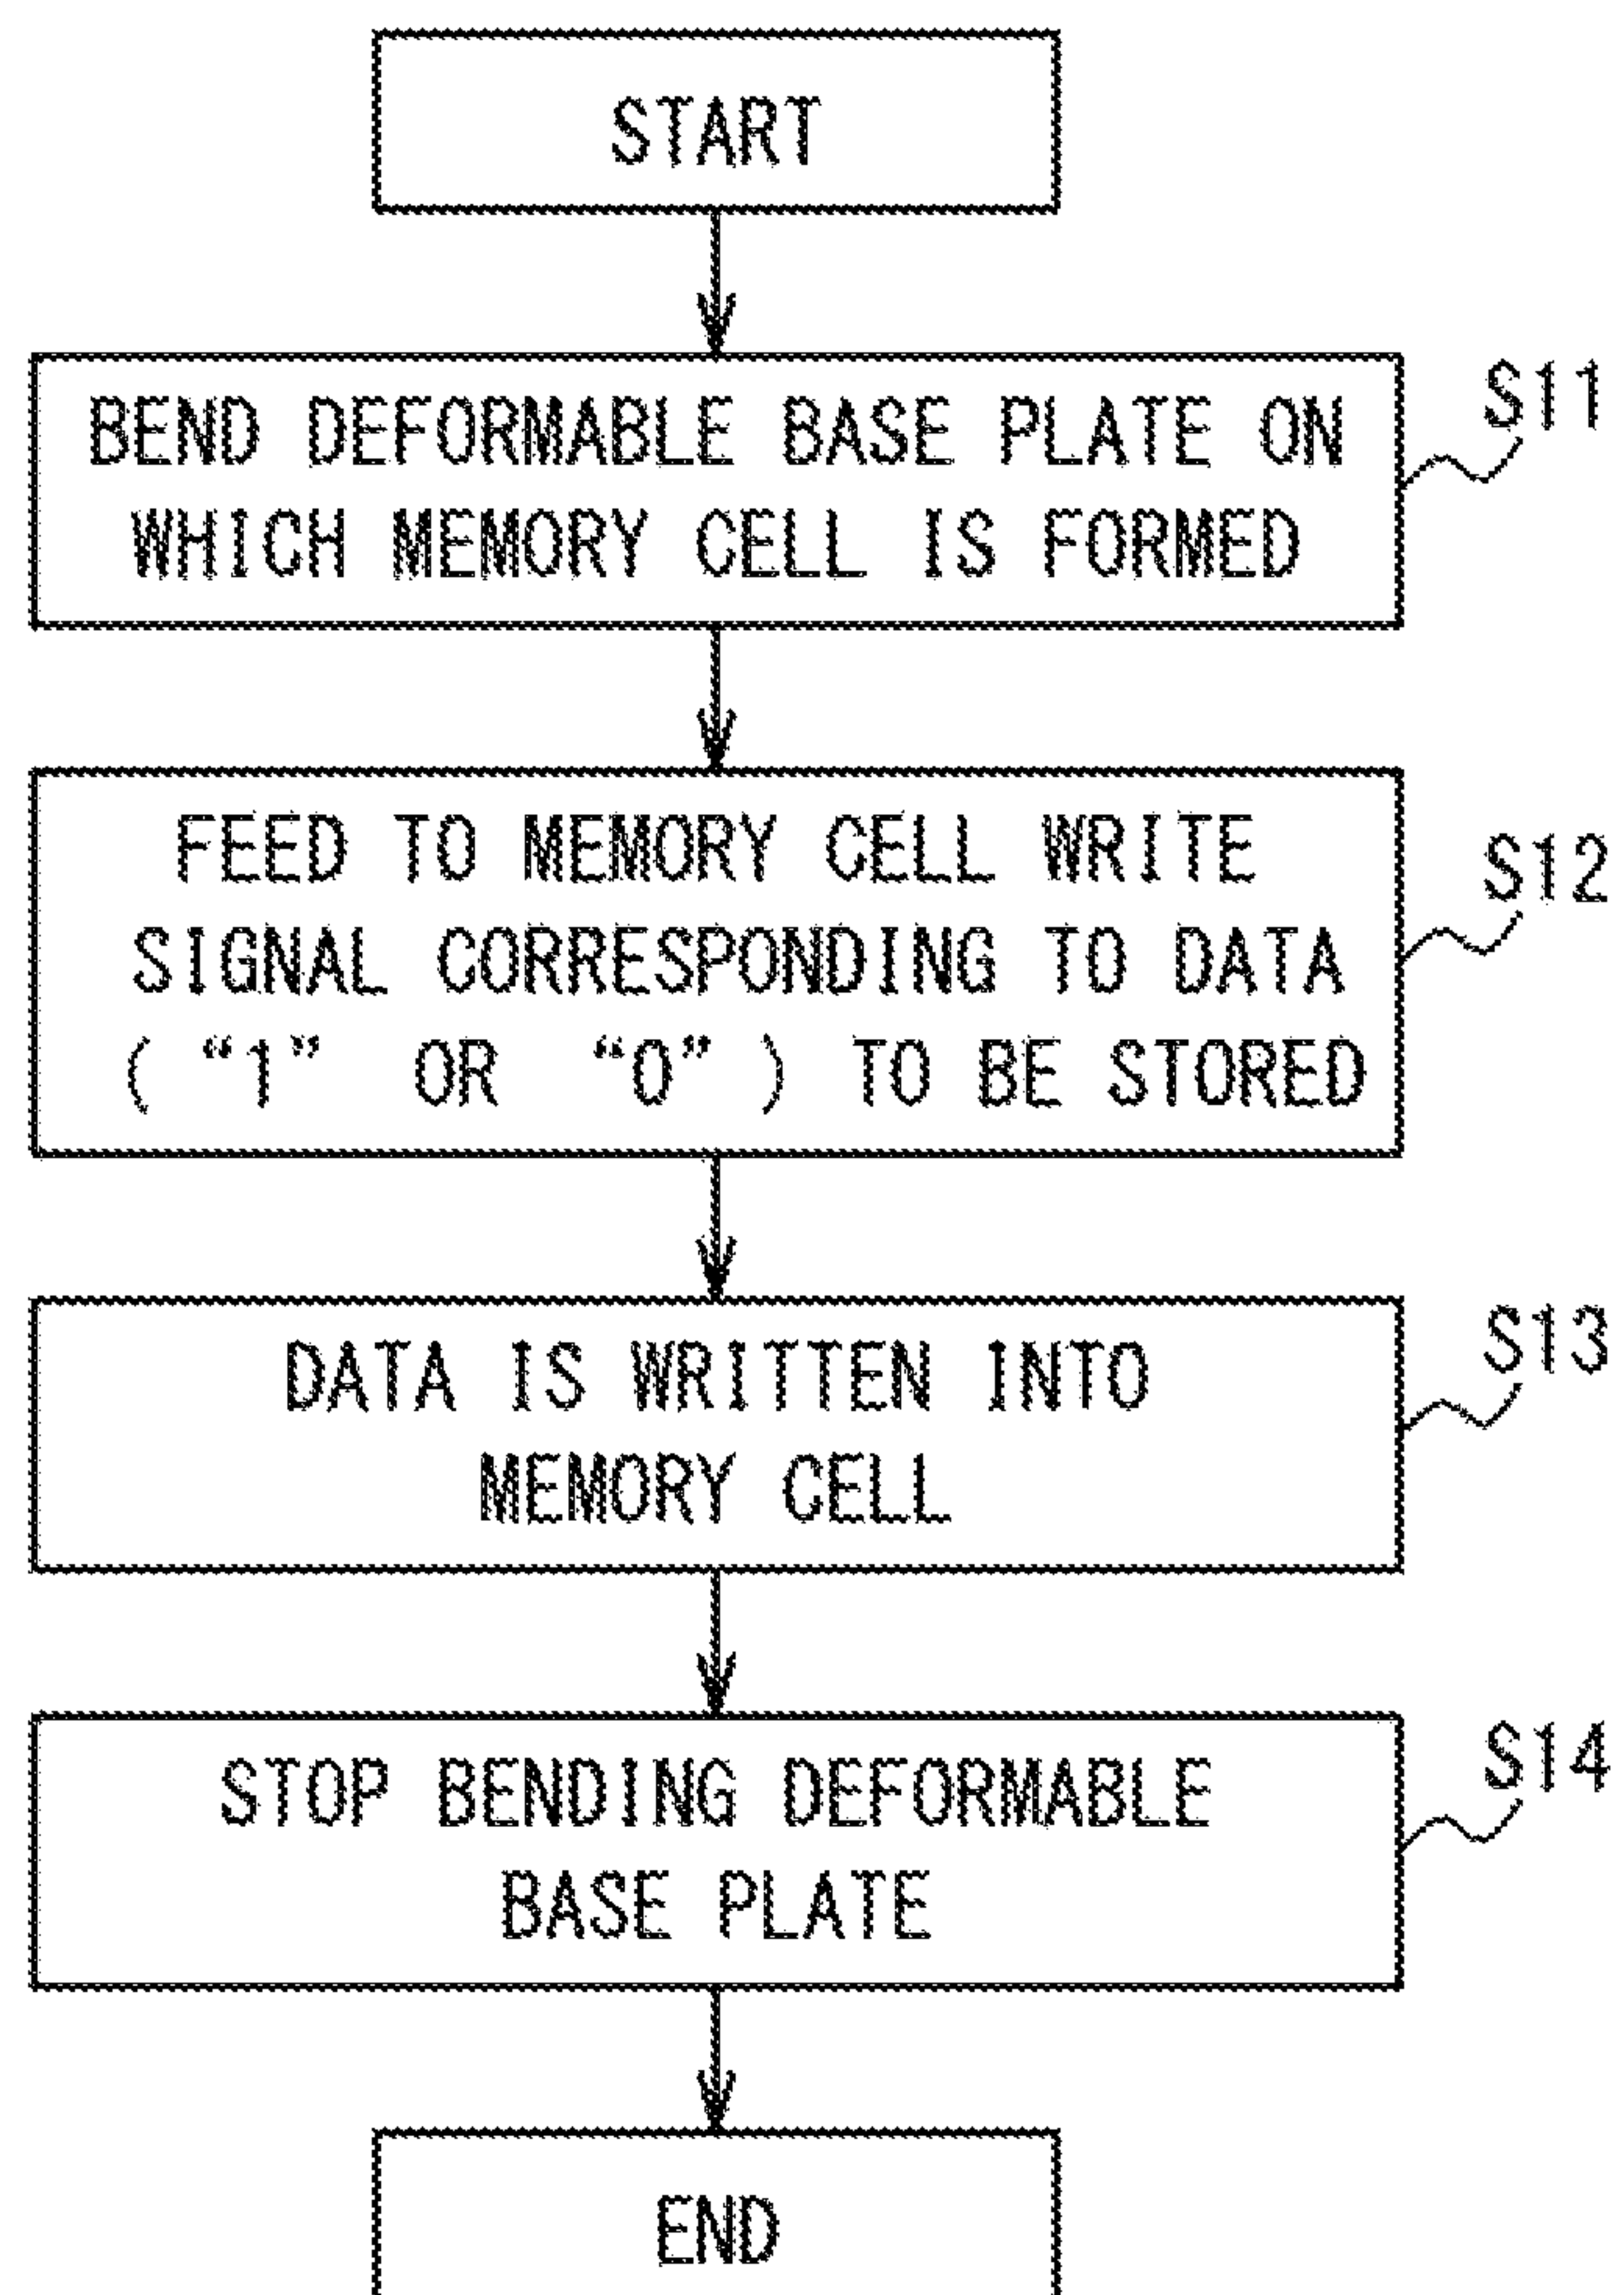 START
BEND DEFORMABLE BASE PLATE ON
WHICH MEMORY CELL IS FORMED
S11
FEED TO MEMORY CELL WRITE
SIGNAL CORRESPONDING TO DATA
( “1” OR “0” ) TO BE STORED
S12
DATA IS WRITTEN INTO
MEMORY CELL
S13
STOP BENDING DEFORMABLE
BASE PLATE
S14
END